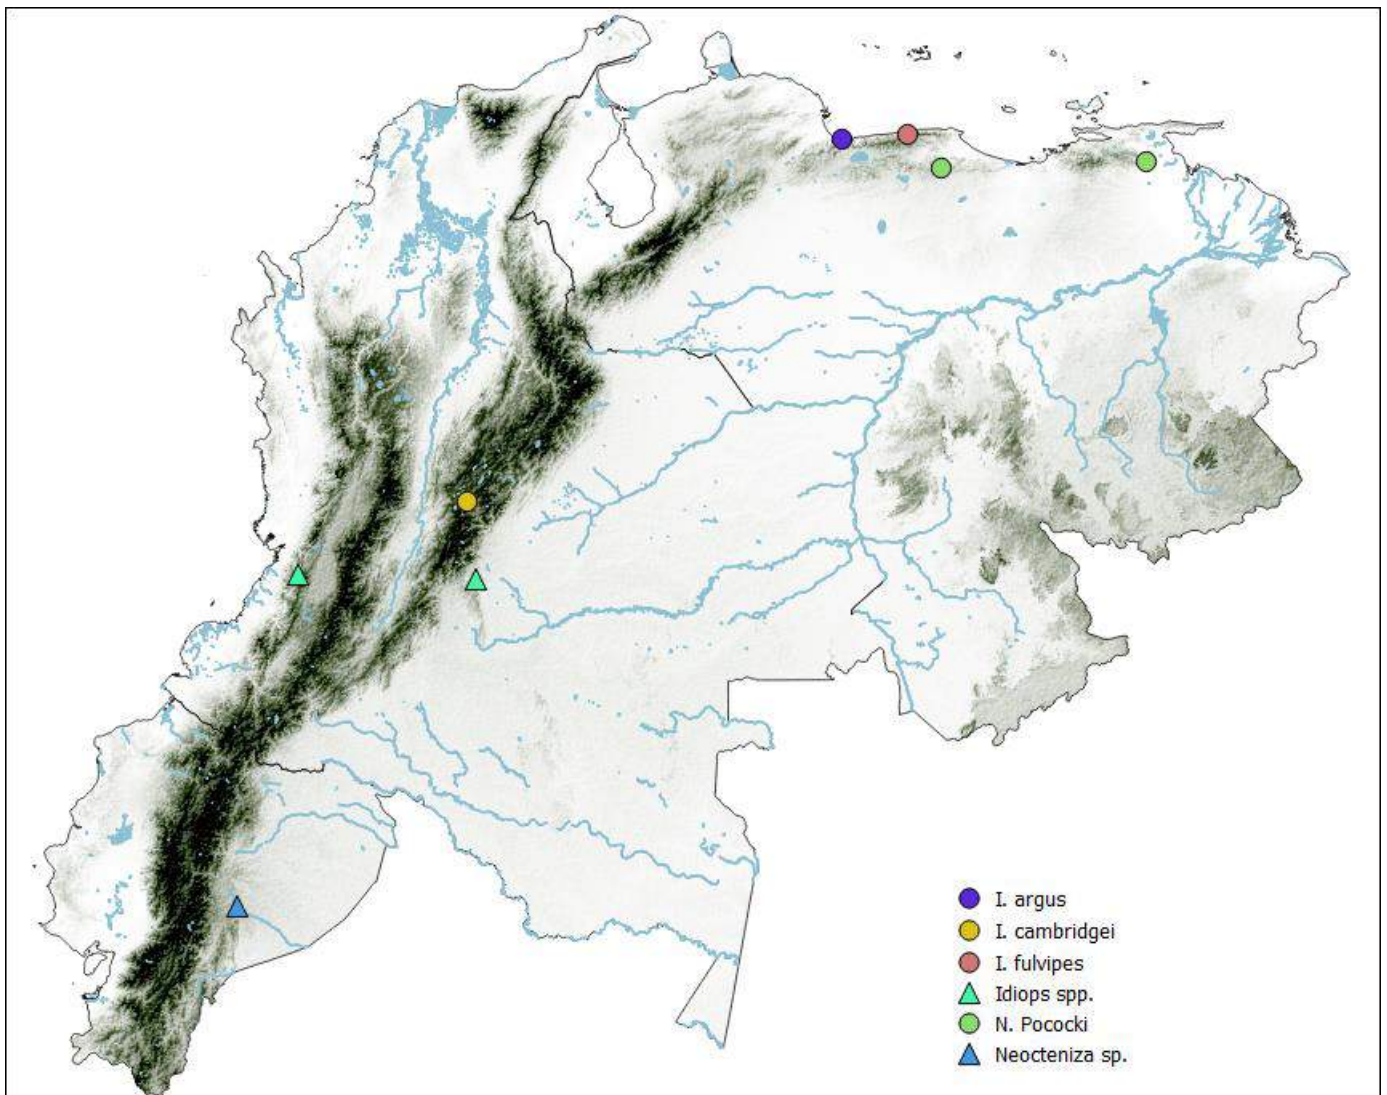 I. argus
I. cambridgei
I. fulvipes
Idiops spp.
N. Pococki
Neocteniza sp.